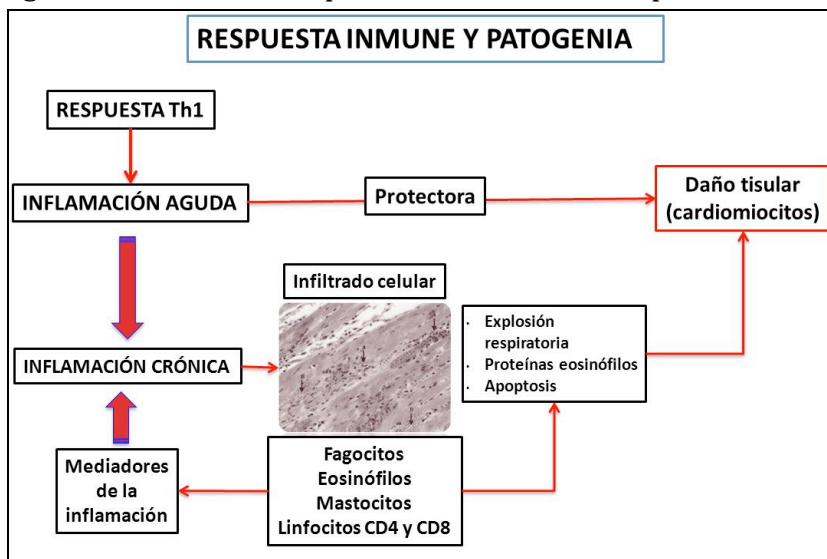 RESPUESTA INMUNE Y PATOGENIA
RESPUESTA Th1
INFLAMACIÓN AGUDA
Protectora
Daño tisular
(cardiomiocitos)
Infiltrado celular
INFLAMACIÓN CRÓNICA
· Explosión
respiratoria
· Proteínas eosinófilos
· Apoptosis
Mediadores
de la
inflamación
Fagocitos
Eosinófilos
Mastocitos
Linfocitos CD4 y CD8